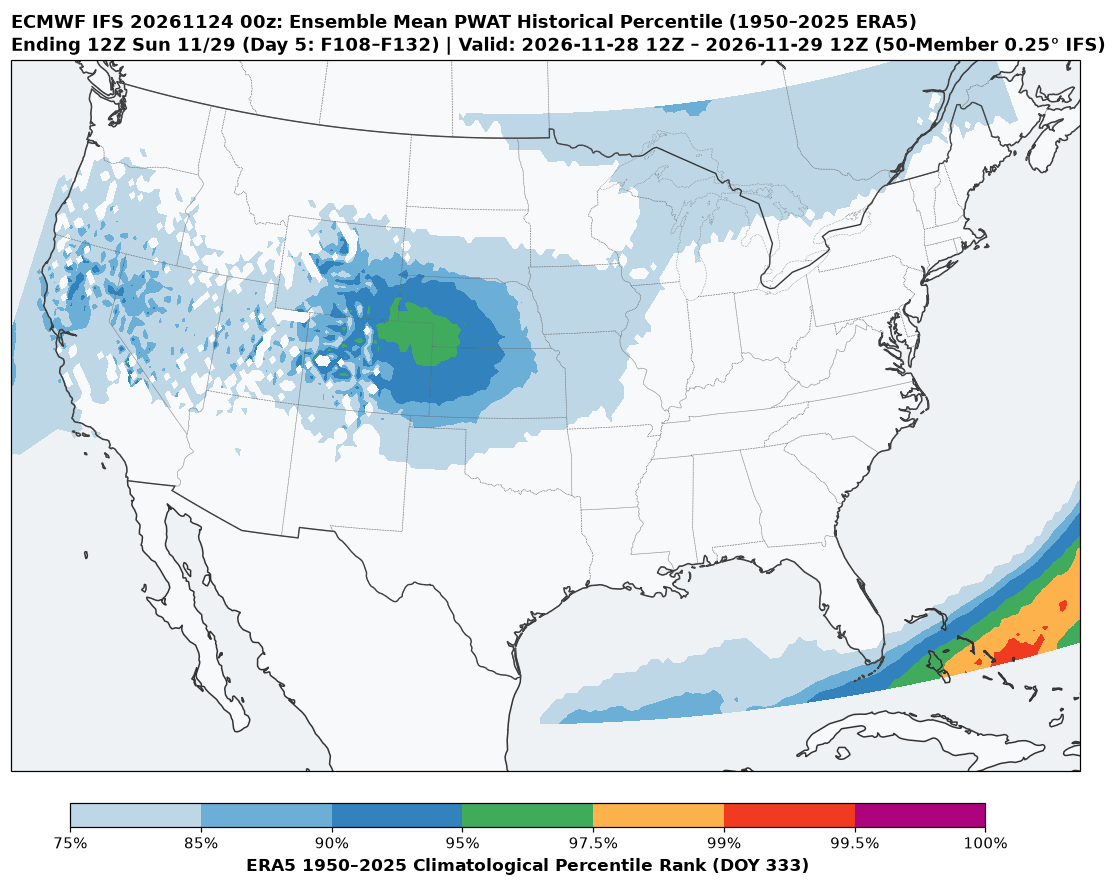 ECMWF IFS 20261124 00z: Ensemble Mean PWAT Historical Percentile (1950–2025 ERA5)
Ending 12Z Sun 11/29 (Day 5: F108–F132) | Valid: 2026-11-28 12Z – 2026-11-29 12Z (50-Member 0.25° IFS)
75% 85% 90% 95% 97.5% 99% 99.5% 100%
ERA5 1950–2025 Climatological Percentile Rank (DOY 333)